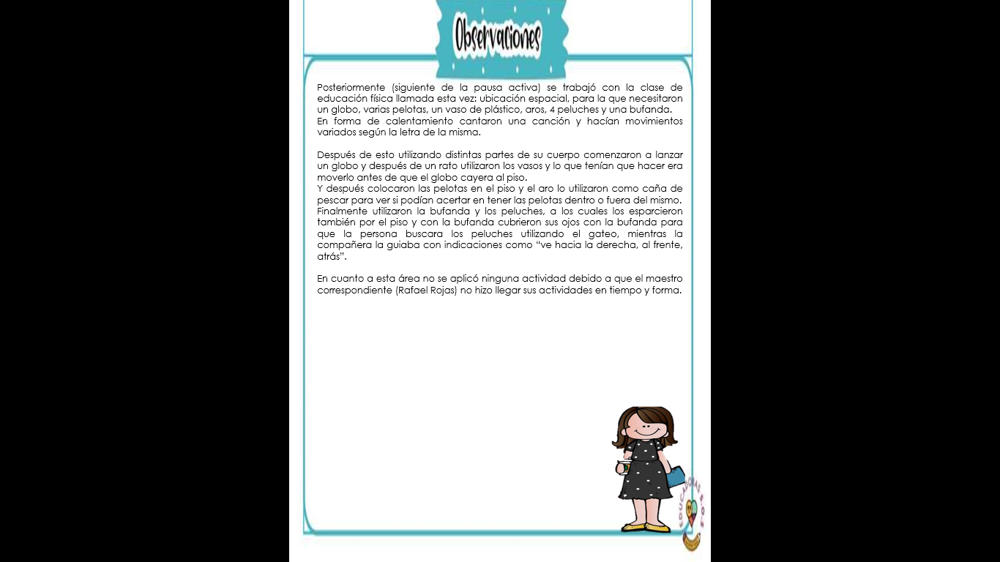 Observaciones
Posteriormente (siguiente de la pausa activa) se trabajó con la clase de
educación física llamada esta vez: ubicación espacial, para la que necesitaron
un globo, varias pelotas, un vaso de plástico, aros, 4 peluches y una bufanda.
En forma de calentamiento cantaron una canción y hacían movimientos
variados según la letra de la misma.
Después de esto utilizando distintas partes de su cuerpo comenzaron a lanzar
un globo y después de un rato utilizaron los vasos y lo que tenían que hacer era
moverlo antes de que el globo cayera al piso.
Y después colocaron las pelotas en el piso y el aro lo utilizaron como caña de
pescar para ver si podían acertar en tener las pelotas dentro o fuera del mismo.
Finalmente utilizaron la bufanda y los peluches, a los cuales los esparcieron
también por el piso y con la bufanda cubrieron sus ojos con la bufanda para
que la persona buscara los peluches utilizando el gateo, mientras la
compañera la guiaba con indicaciones como “ve hacia la derecha, al frente,
atrás”.
En cuanto a esta área no se aplicó ninguna actividad debido a que el maestro
correspondiente (Rafael Rojas) no hizo llegar sus actividades en tiempo y forma.
EDUCADORAS S.O.S